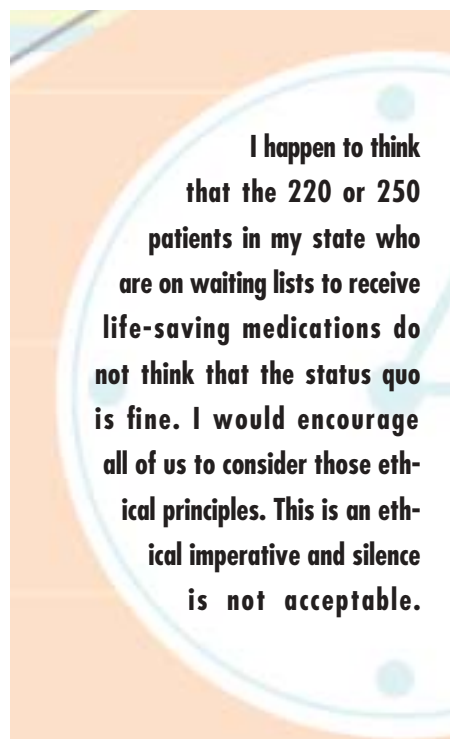 I happen to think
that the 220 or 250
patients in my state who
are on waiting lists to receive
life-saving medications do
not think that the status quo
is fine. I would encourage
all of us to consider those eth-
ical principles. This is an eth-
ical imperative and silence
is not acceptable.